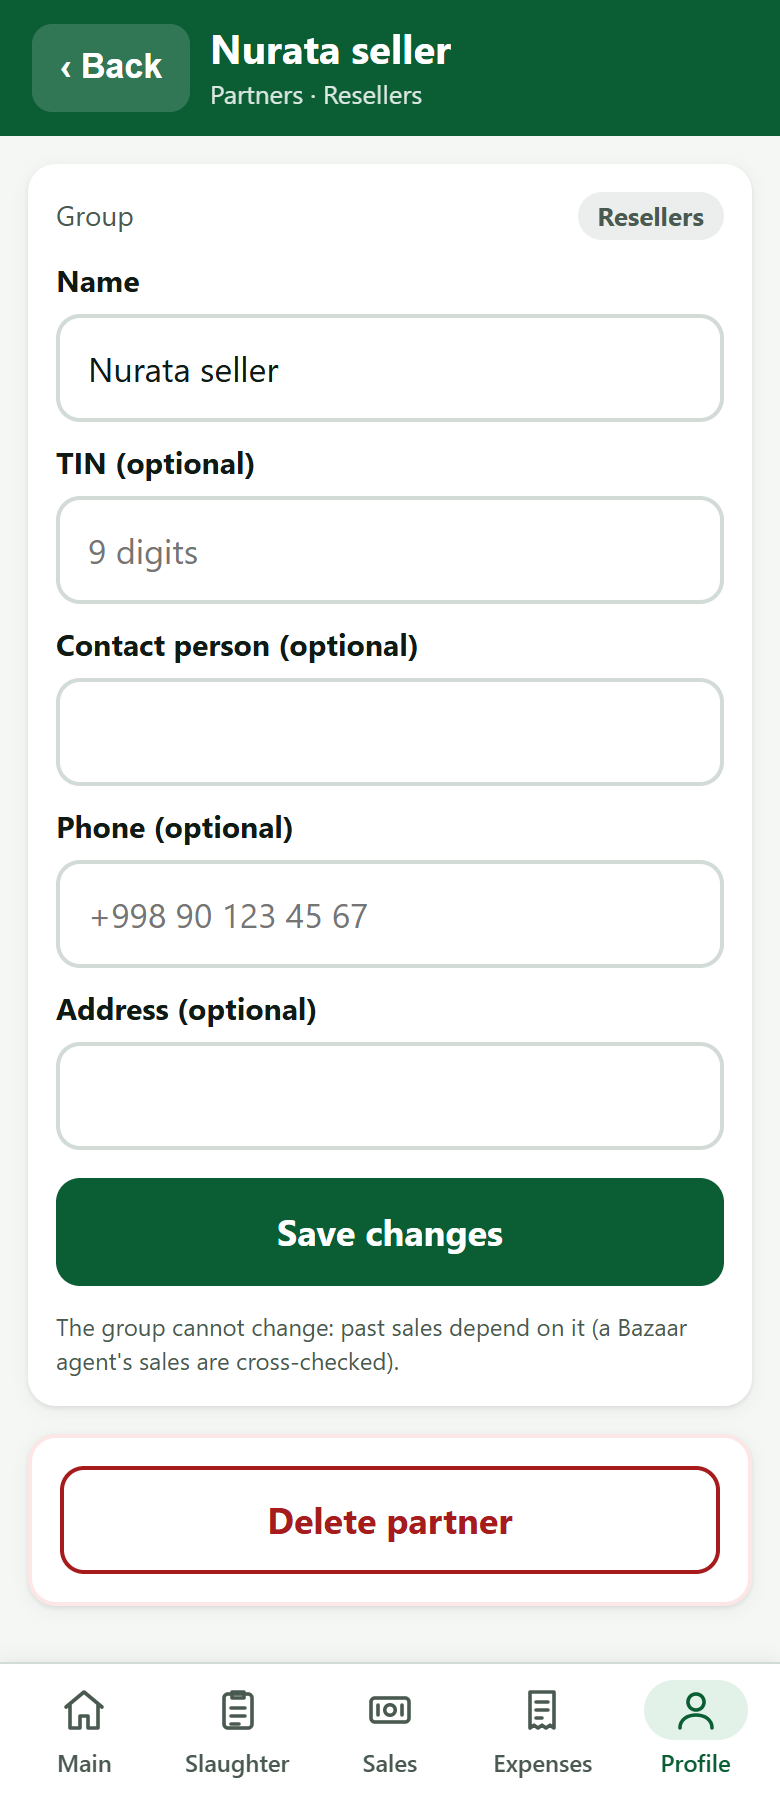 ‹ Back
Nurata seller
Partners · Resellers
Group
Resellers
Name
Nurata seller
TIN (optional)
9 digits
Contact person (optional)
Phone (optional)
+998 90 123 45 67
Address (optional)
Save changes
The group cannot change: past sales depend on it (a Bazaar
agent's sales are cross-checked).
Delete partner
Main
Slaughter
Sales
Expenses
Profile